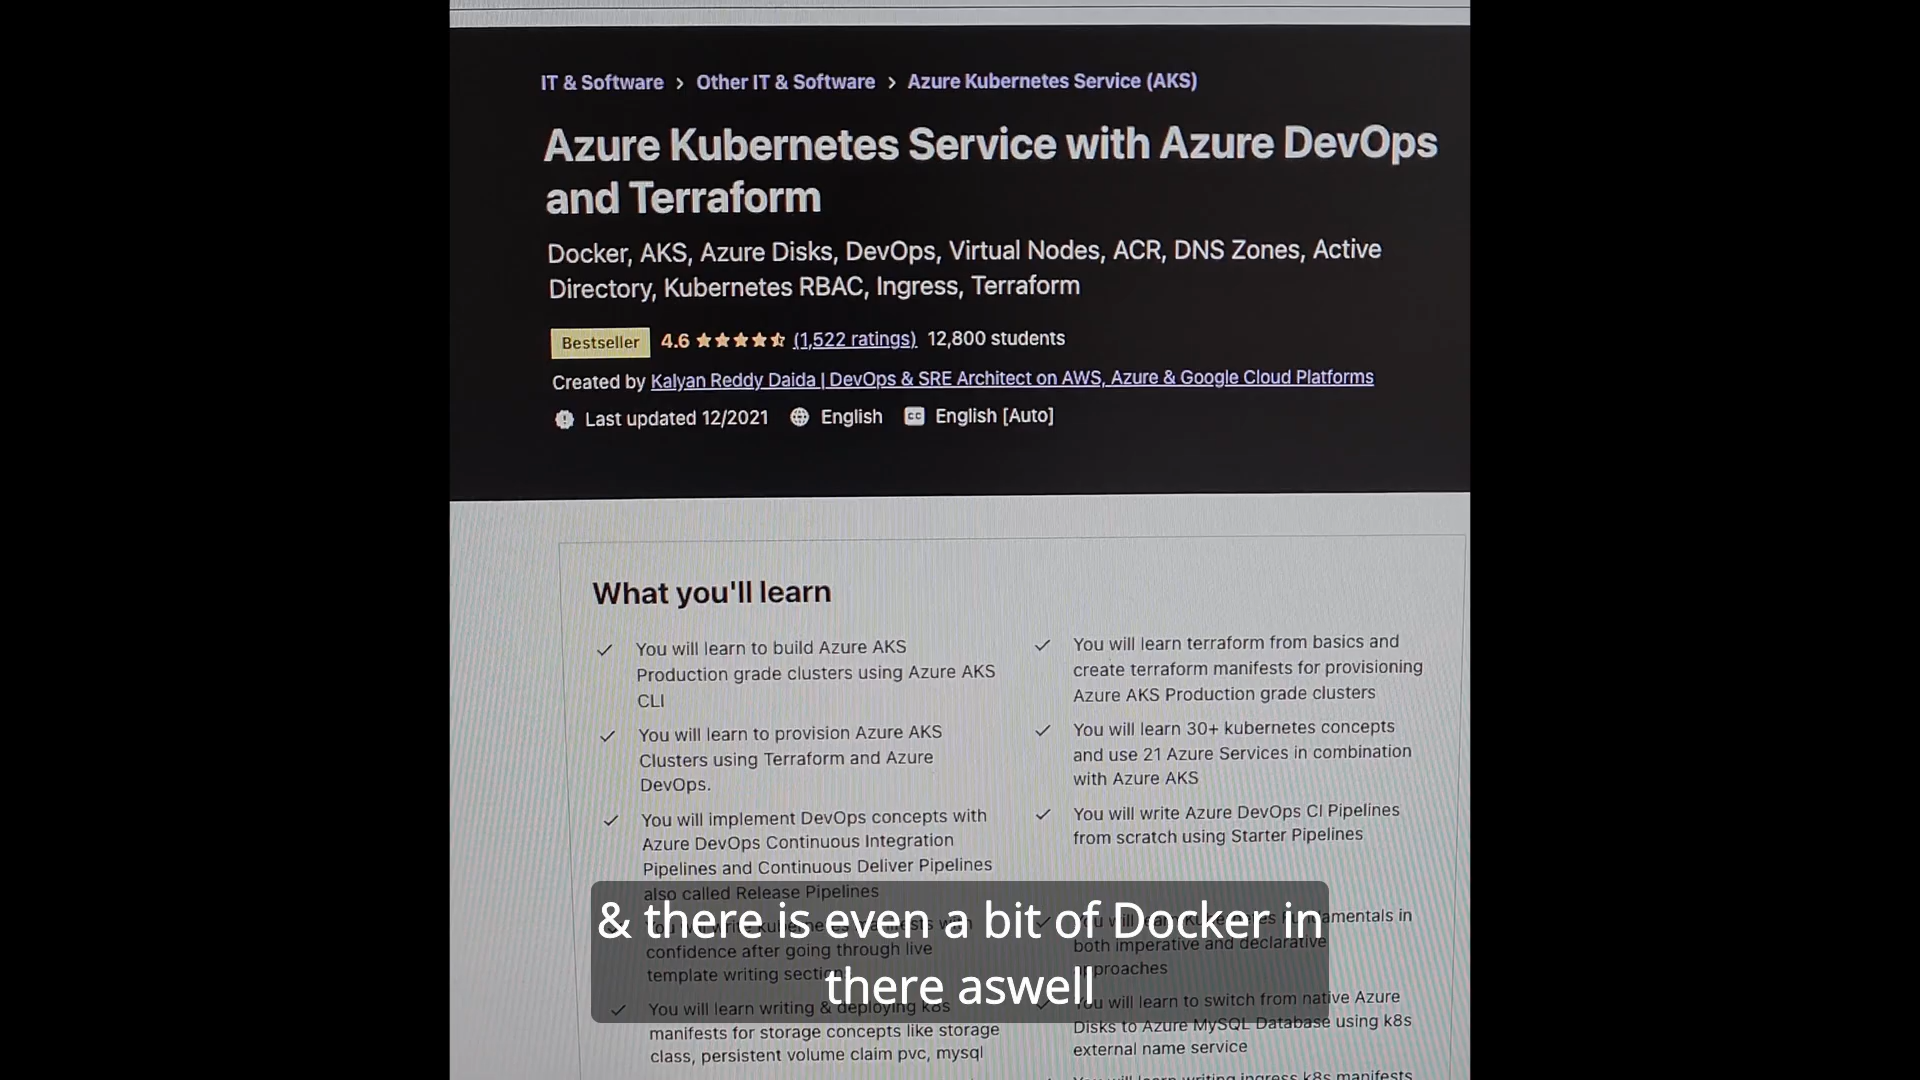 IT & Software > Other IT & Software > Azure Kubernetes Service (AKS)
Azure Kubernetes Service with Azure DevOps
and Terraform
Docker, AKS, Azure Disks, DevOps, Virtual Nodes, ACR, DNS Zones, Active
Directory, Kubernetes RBAC, Ingress, Terraform
Bestseller 4.6 (1,522 ratings) 12,800 students
Created by Kalyan Reddy Daida | DevOps & SRE Architect on AWS, Azure & Google Cloud Platforms
Last updated 12/2021 English CC English [Auto]
What you'll learn
You will learn to build Azure AKS
Production grade clusters using Azure AKS
CLI
You will learn to provision Azure AKS
Clusters using Terraform and Azure
DevOps.
You will implement DevOps concepts with
Azure DevOps Continuous Integration
Pipelines and Continuous Deliver Pipelines
also called Release Pipelines
confidence after going through live
template writing section
You will learn writing & deploying k8s
manifests for storage concepts like storage
class, persistent volume claim pvc, mysql
You will learn terraform from basics and
create terraform manifests for provisioning
Azure AKS Production grade clusters
You will learn 30+ kubernetes concepts
and use 21 Azure Services in combination
with Azure AKS
You will write Azure DevOps CI Pipelines
from scratch using Starter Pipelines
in
both imperative and declarative
You will learn to switch from native Azure
Disks to Azure MySQL Database using k8s
external name service
You will learn writing ingress k8s manifests
& there is even a bit of Docker in
there aswell